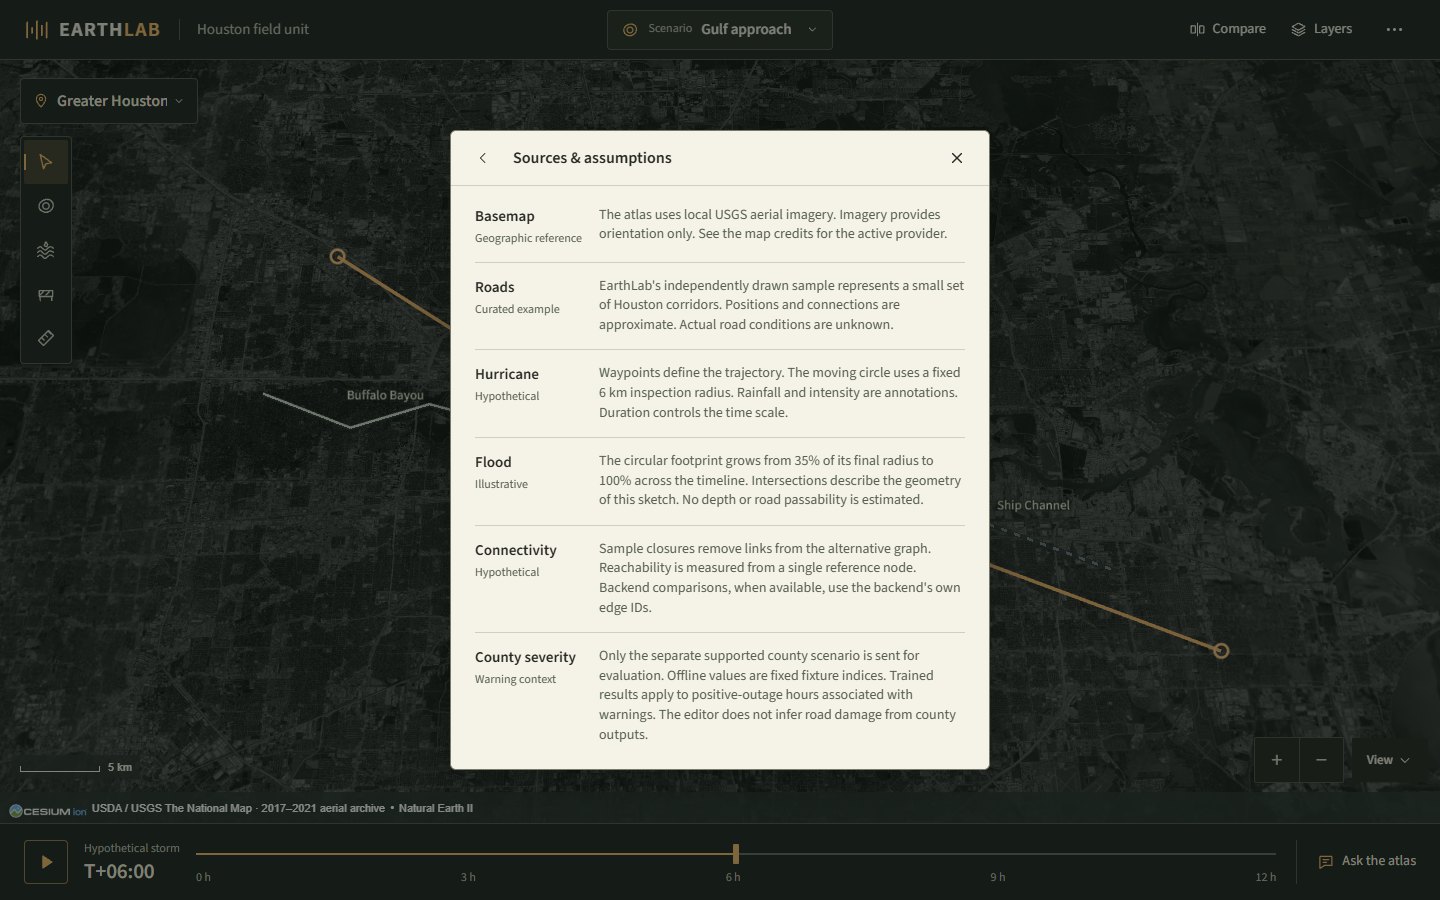 EARTHLAB
Houston field unit
Scenario Gulf approach
Compare
Layers
Greater Houston
Sources & assumptions
Basemap
Geographic reference
The atlas uses local USGS aerial imagery. Imagery provides
orientation only. See the map credits for the active provider.
Roads
Curated example
EarthLab's independently drawn sample represents a small set
of Houston corridors. Positions and connections are
approximate. Actual road conditions are unknown.
Hurricane
Hypothetical
Waypoints define the trajectory. The moving circle uses a fixed
6 km inspection radius. Rainfall and intensity are annotations.
Duration controls the time scale.
Flood
Illustrative
The circular footprint grows from 35% of its final radius to
100% across the timeline. Intersections describe the geometry
of this sketch. No depth or road passability is estimated.
Connectivity
Hypothetical
Sample closures remove links from the alternative graph.
Reachability is measured from a single reference node.
Backend comparisons, when available, use the backend's own
edge IDs.
County severity
Warning context
Only the separate supported county scenario is sent for
evaluation. Offline values are fixed fixture indices. Trained
results apply to positive-outage hours associated with
warnings. The editor does not infer road damage from county
outputs.
Buffalo Bayou
Ship Channel
5 km
+
−
View
CESIUM ion
USDA / USGS The National Map · 2017–2021 aerial archive • Natural Earth II
Hypothetical storm
T+06:00
0 h
3 h
6 h
9 h
12 h
Ask the atlas